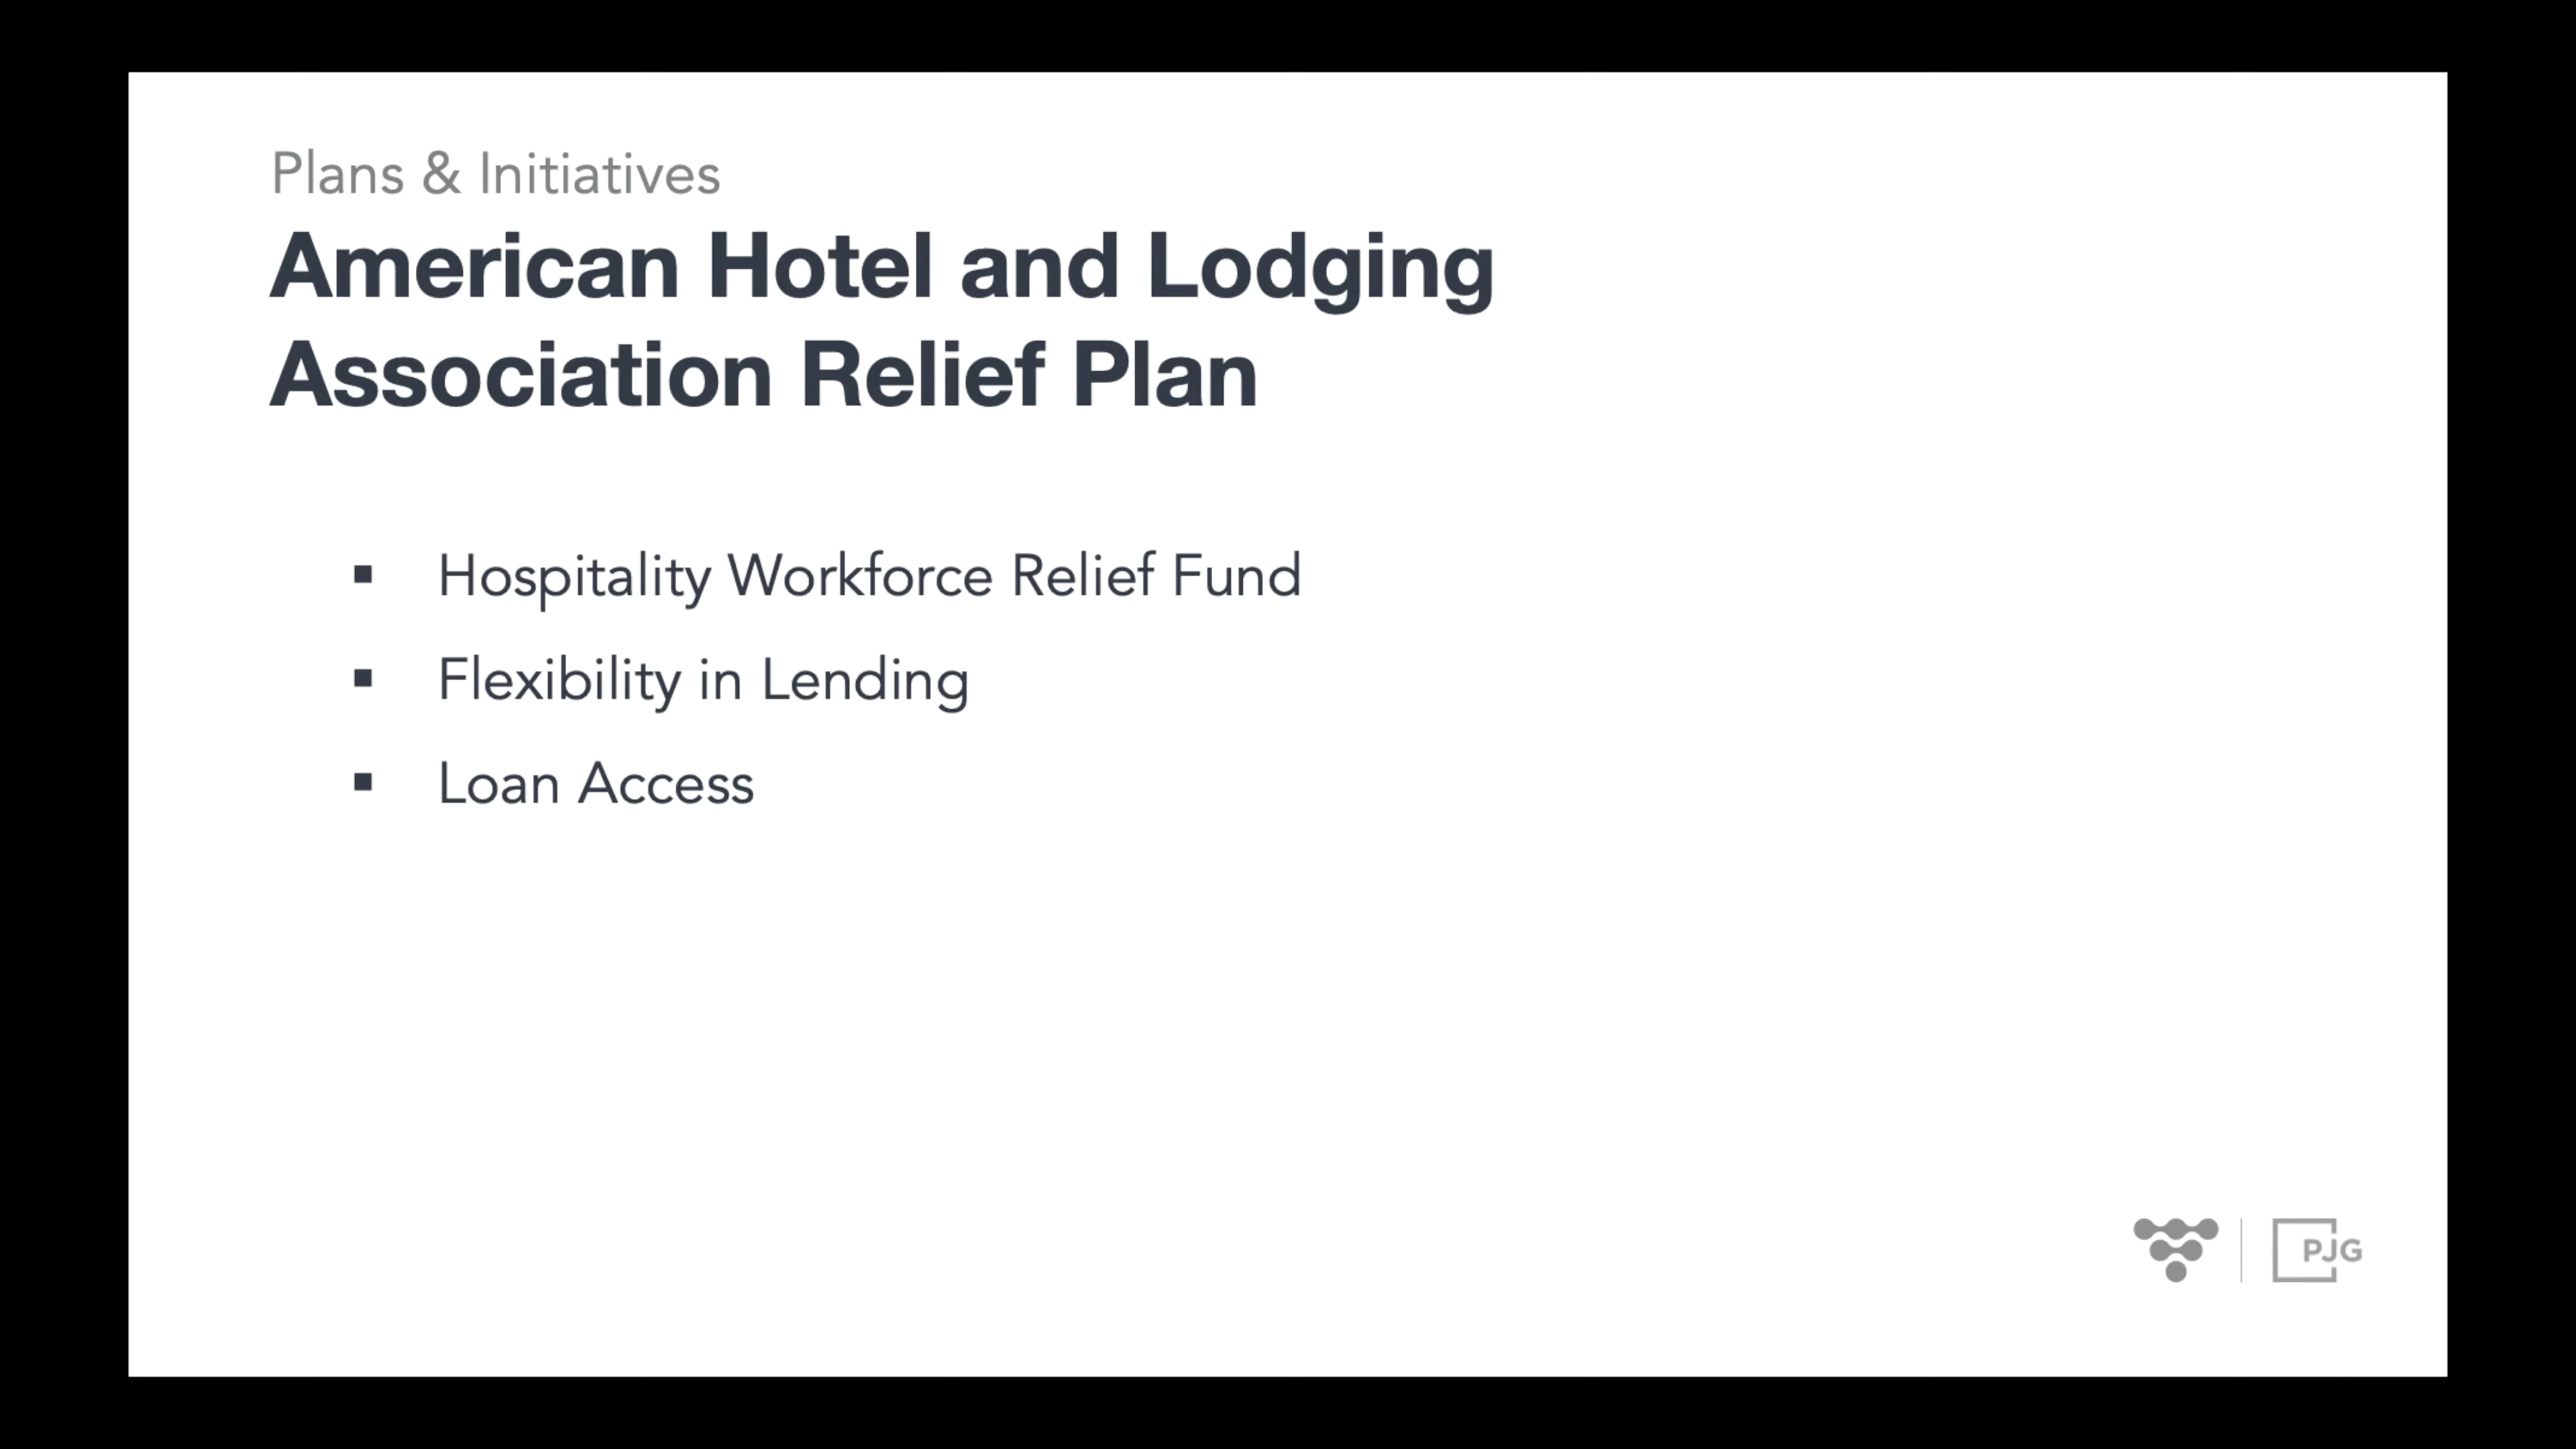 Plans & Initiatives
American Hotel and Lodging
Association Relief Plan
▪ Hospitality Workforce Relief Fund
▪ Flexibility in Lending
▪ Loan Access
PJG